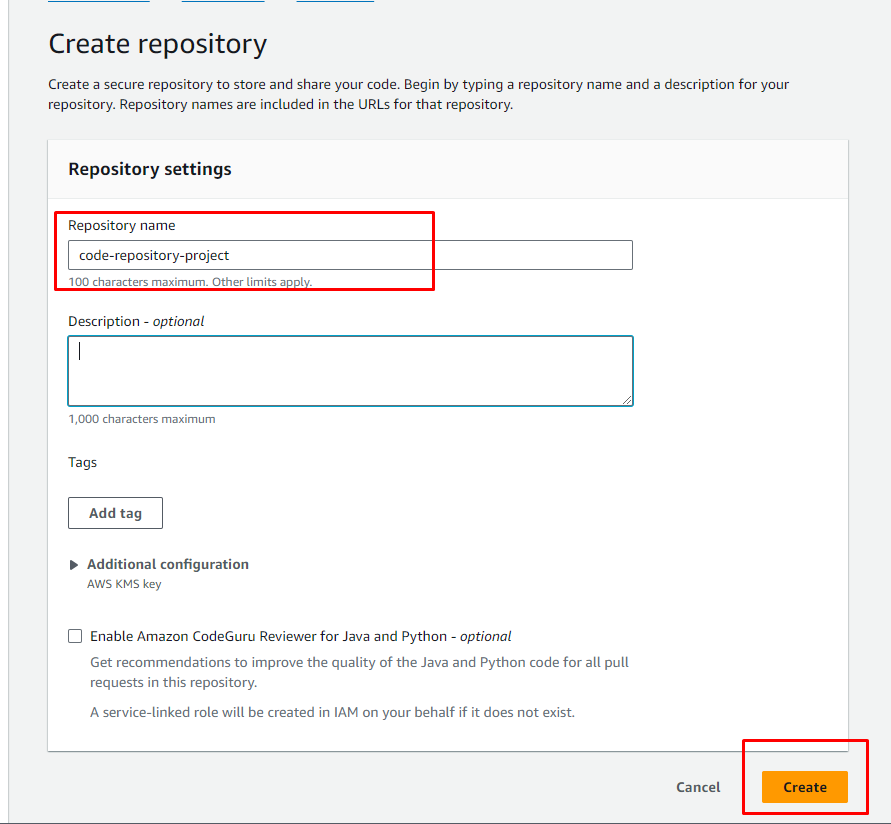 Create repository
Create a secure repository to store and share your code. Begin by typing a repository name and a description for your
repository. Repository names are included in the URLs for that repository.
Repository settings
Repository name
code-repository-project
100 characters maximum. Other limits apply.
Description - optional
1,000 characters maximum
Tags
Add tag
Additional configuration
AWS KMS key
Enable Amazon CodeGuru Reviewer for Java and Python - optional
Get recommendations to improve the quality of the Java and Python code for all pull
requests in this repository.
A service-linked role will be created in IAM on your behalf if it does not exist.
Cancel
Create